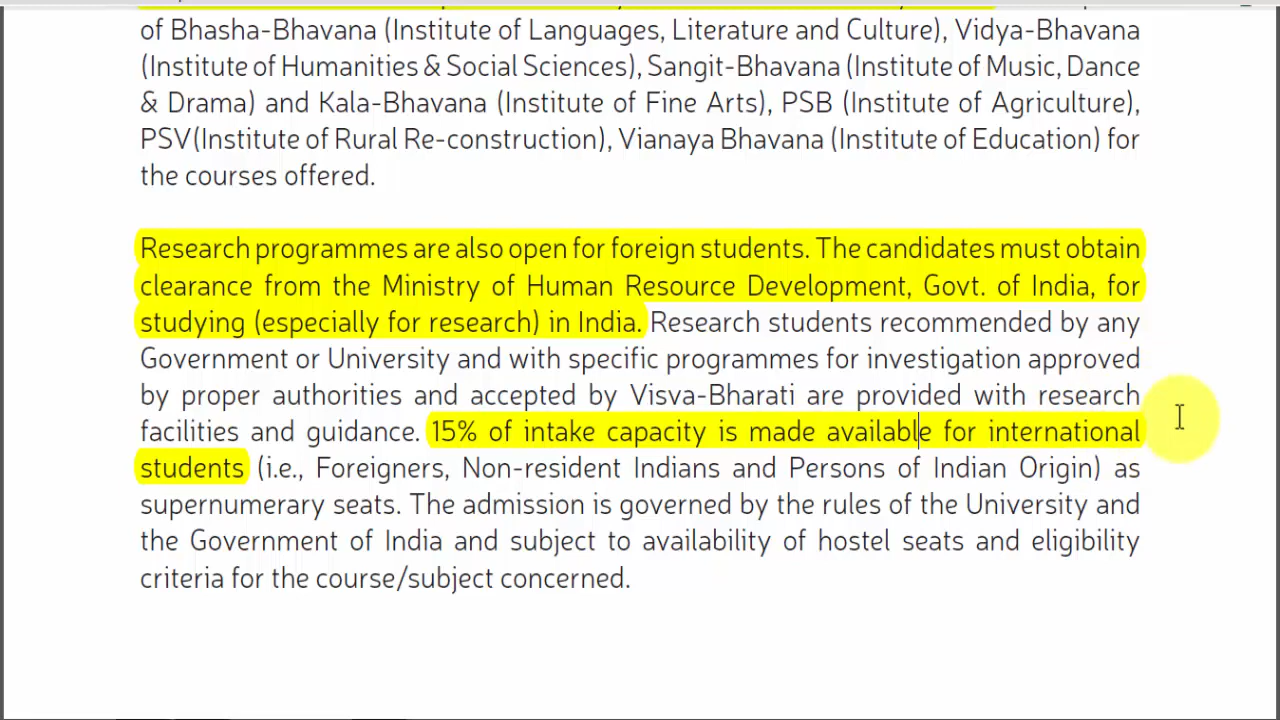 of Bhasha-Bhavana (Institute of Languages, Literature and Culture), Vidya-Bhavana
(Institute of Humanities & Social Sciences), Sangit-Bhavana (Institute of Music, Dance
& Drama) and Kala-Bhavana (Institute of Fine Arts), PSB (Institute of Agriculture),
PSV(Institute of Rural Re-construction), Vianaya Bhavana (Institute of Education) for
the courses offered.
Research programmes are also open for foreign students. The candidates must obtain
clearance from the Ministry of Human Resource Development, Govt. of India, for
studying (especially for research) in India. Research students recommended by any
Government or University and with specific programmes for investigation approved
by proper authorities and accepted by Visva-Bharati are provided with research
facilities and guidance. 15% of intake capacity is made available for international
students (i.e., Foreigners, Non-resident Indians and Persons of Indian Origin) as
supernumerary seats. The admission is governed by the rules of the University and
the Government of India and subject to availability of hostel seats and eligibility
criteria for the course/subject concerned.